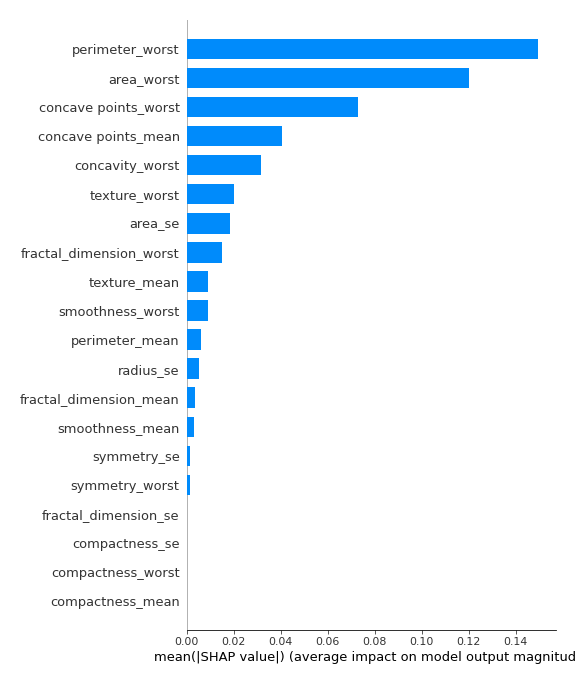 perimeter_worst
area_worst
concave points_worst
concave points_mean
concavity_worst
texture_worst
area_se
fractal_dimension_worst
texture_mean
smoothness_worst
perimeter_mean
radius_se
fractal_dimension_mean
smoothness_mean
symmetry_se
symmetry_worst
fractal_dimension_se
compactness_se
compactness_worst
compactness_mean
0.00 0.02 0.04 0.06 0.08 0.10 0.12 0.14
mean(|SHAP value|) (average impact on model output magnitud